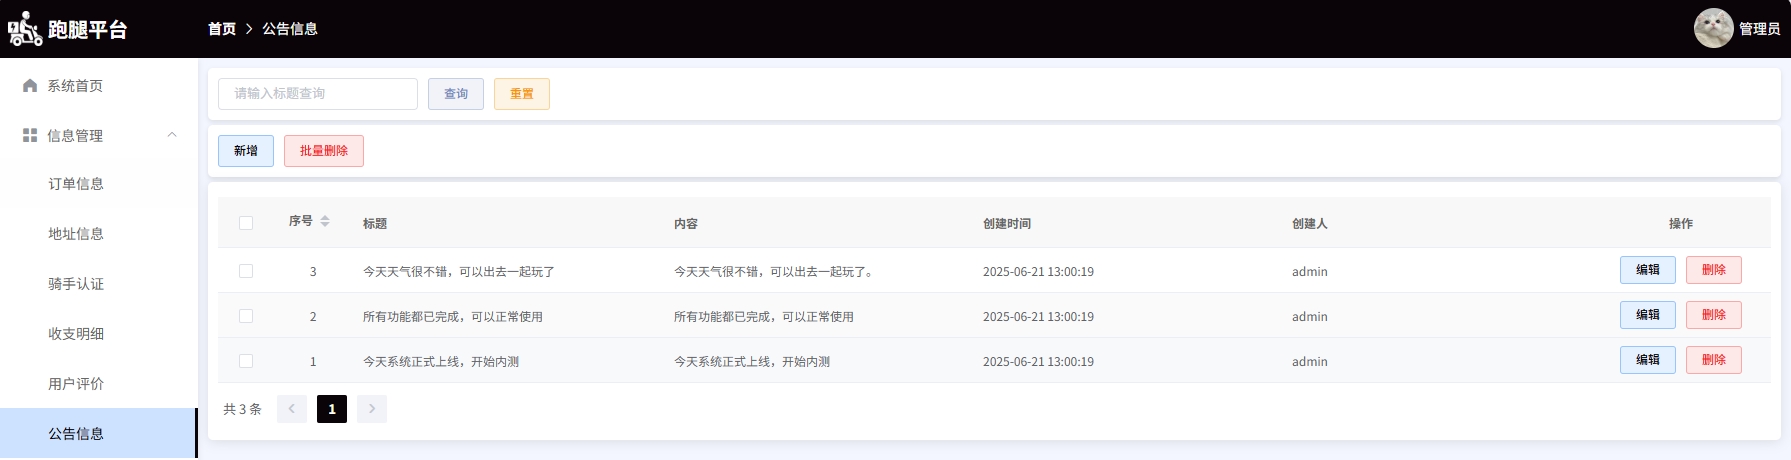 跑腿平台
首页 > 公告信息
管理员
系统首页
信息管理
订单信息
地址信息
骑手认证
收支明细
用户评价
公告信息
请输入标题查询 查询 重置
新增 批量删除
序号 标题 内容 创建时间 创建人 操作
3 今天天气很不错，可以出去一起玩了 今天天气很不错，可以出去一起玩了。 2025-06-21 13:00:19 admin 编辑 删除
2 所有功能都已完成，可以正常使用 所有功能都已完成，可以正常使用 2025-06-21 13:00:19 admin 编辑 删除
1 今天系统正式上线，开始内测 今天系统正式上线，开始内测 2025-06-21 13:00:19 admin 编辑 删除
共 3 条 1